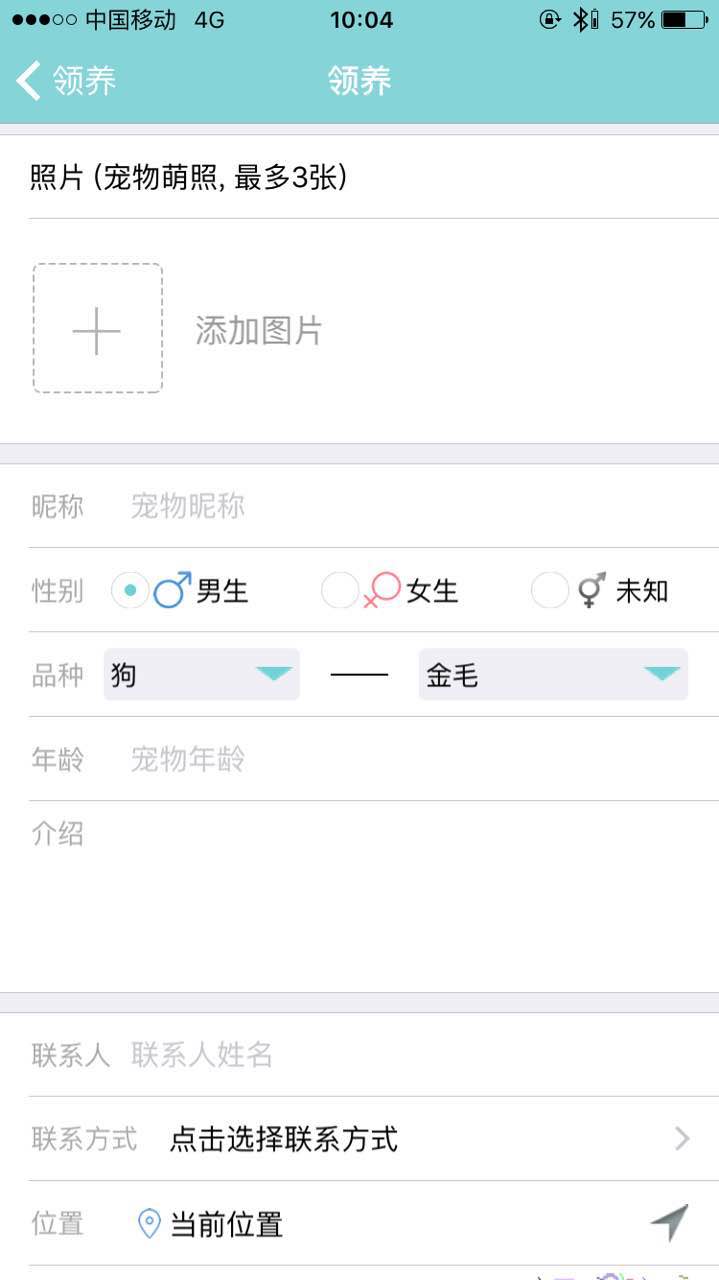 中国移动 4G 10:04 57%
领养 领养
照片 (宠物萌照, 最多3张)
添加图片
昵称 宠物昵称
性别 男生 女生 未知
品种 狗 金毛
年龄 宠物年龄
介绍
联系人 联系人姓名
联系方式 点击选择联系方式
位置 当前位置